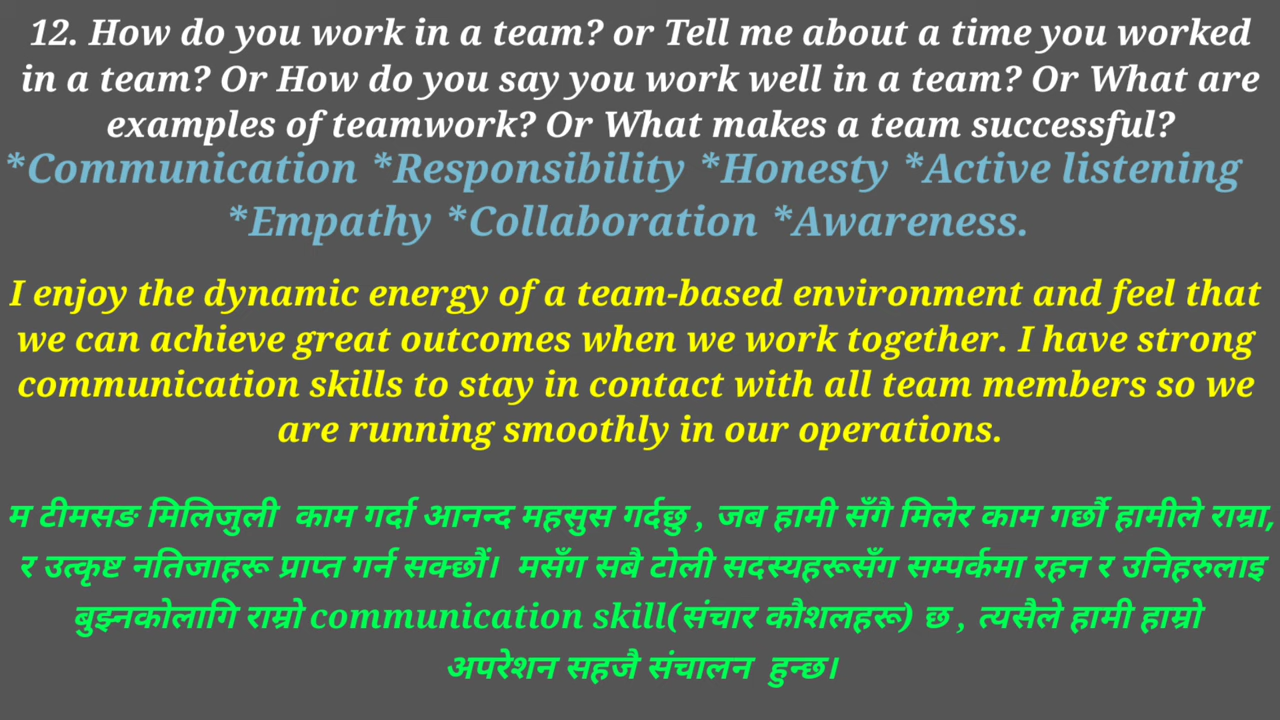 12. How do you work in a team? or Tell me about a time you worked
in a team? Or How do you say you work well in a team? Or What are
examples of teamwork? Or What makes a team successful?
*Communication *Responsibility *Honesty *Active listening
*Empathy *Collaboration *Awareness.
I enjoy the dynamic energy of a team-based environment and feel that
we can achieve great outcomes when we work together. I have strong
communication skills to stay in contact with all team members so we
are running smoothly in our operations.
म टीमसङ मिलिजुली काम गर्दा आनन्द महसुस गर्दछु , जब हामी सँगै मिलेर काम गर्छौं हामीले राम्रा,
र उत्कृष्ट नतिजाहरू प्राप्त गर्न सक्छौं। मसँग सबै टोली सदस्यहरूसँग सम्पर्कमा रहन र उनिहरुलाइ
बुझ्नकोलागि राम्रो communication skill(संचार कौशलहरू) छ , त्यसैले हामी हाम्रो
अपरेशन सहजै संचालन हुन्छ।